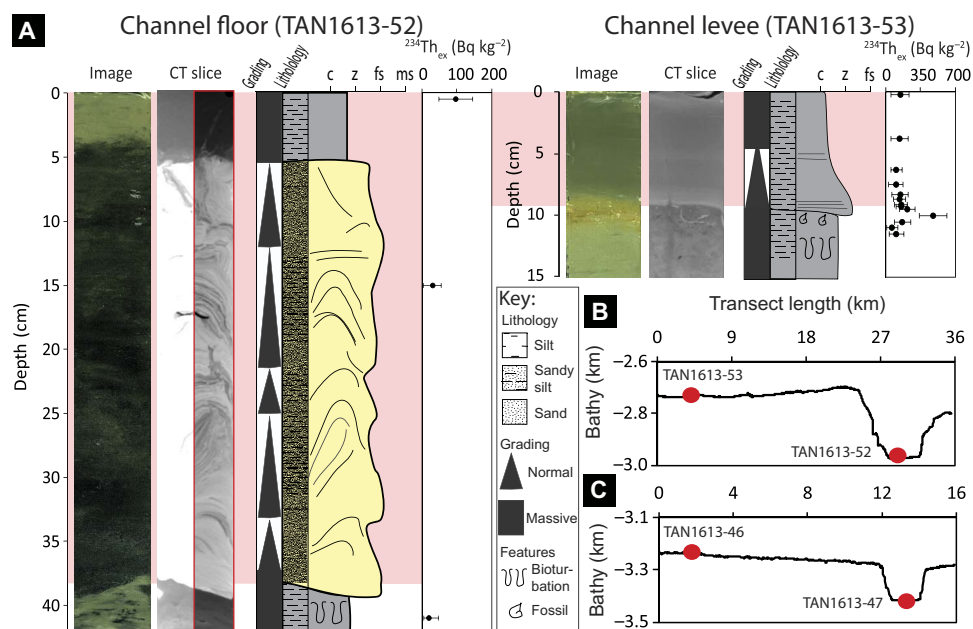 A
Channel floor (TAN1613-52)
Image
CT slice
Grading
Lithology
c z fs ms
234Th_ex (Bq kg⁻²)
0 100 200
Depth (cm)
0
5
10
15
20
25
30
35
40
Channel levee (TAN1613-53)
Image
CT slice
Grading
Lithology
c z fs
234Th_ex (Bq kg⁻²)
0 350 700
Depth (cm)
0
5
10
15
Key:
Lithology
Silt
Sandy
silt
Sand
Grading
Normal
Massive
Features
Biotur-
bation
Fossil
B
Transect length (km)
0 9 18 27 36
Bathy (km)
−2.6
−2.8
−3.0
TAN1613-53
TAN1613-52
C
0 4 8 12 16
Bathy (km)
−3.1
−3.3
−3.5
TAN1613-46
TAN1613-47